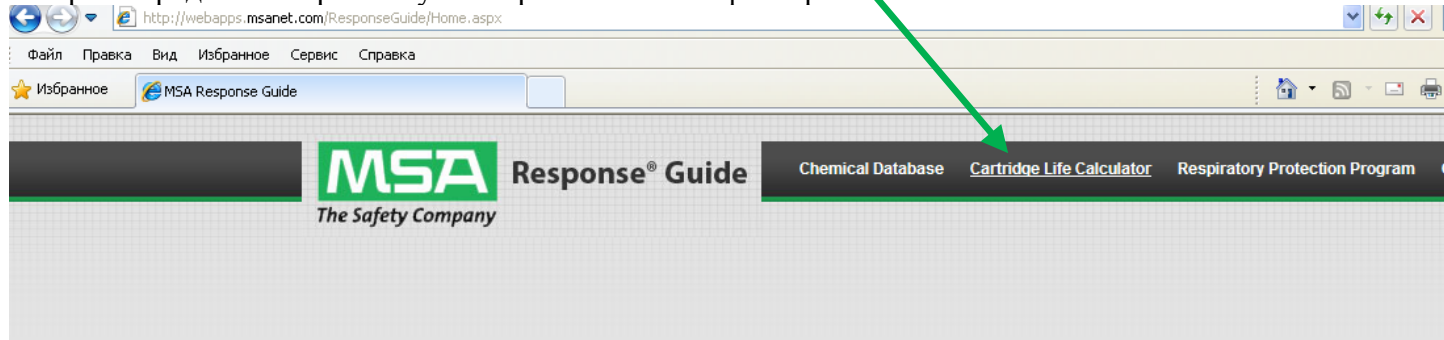 http://webapps.msanet.com/ResponseGuide/Home.aspx
Файл Правка Вид Избранное Сервис Справка
Избранное MSA Response Guide
MSA Response® Guide Chemical Database Cartridge Life Calculator Respiratory Protection Program
The Safety Company